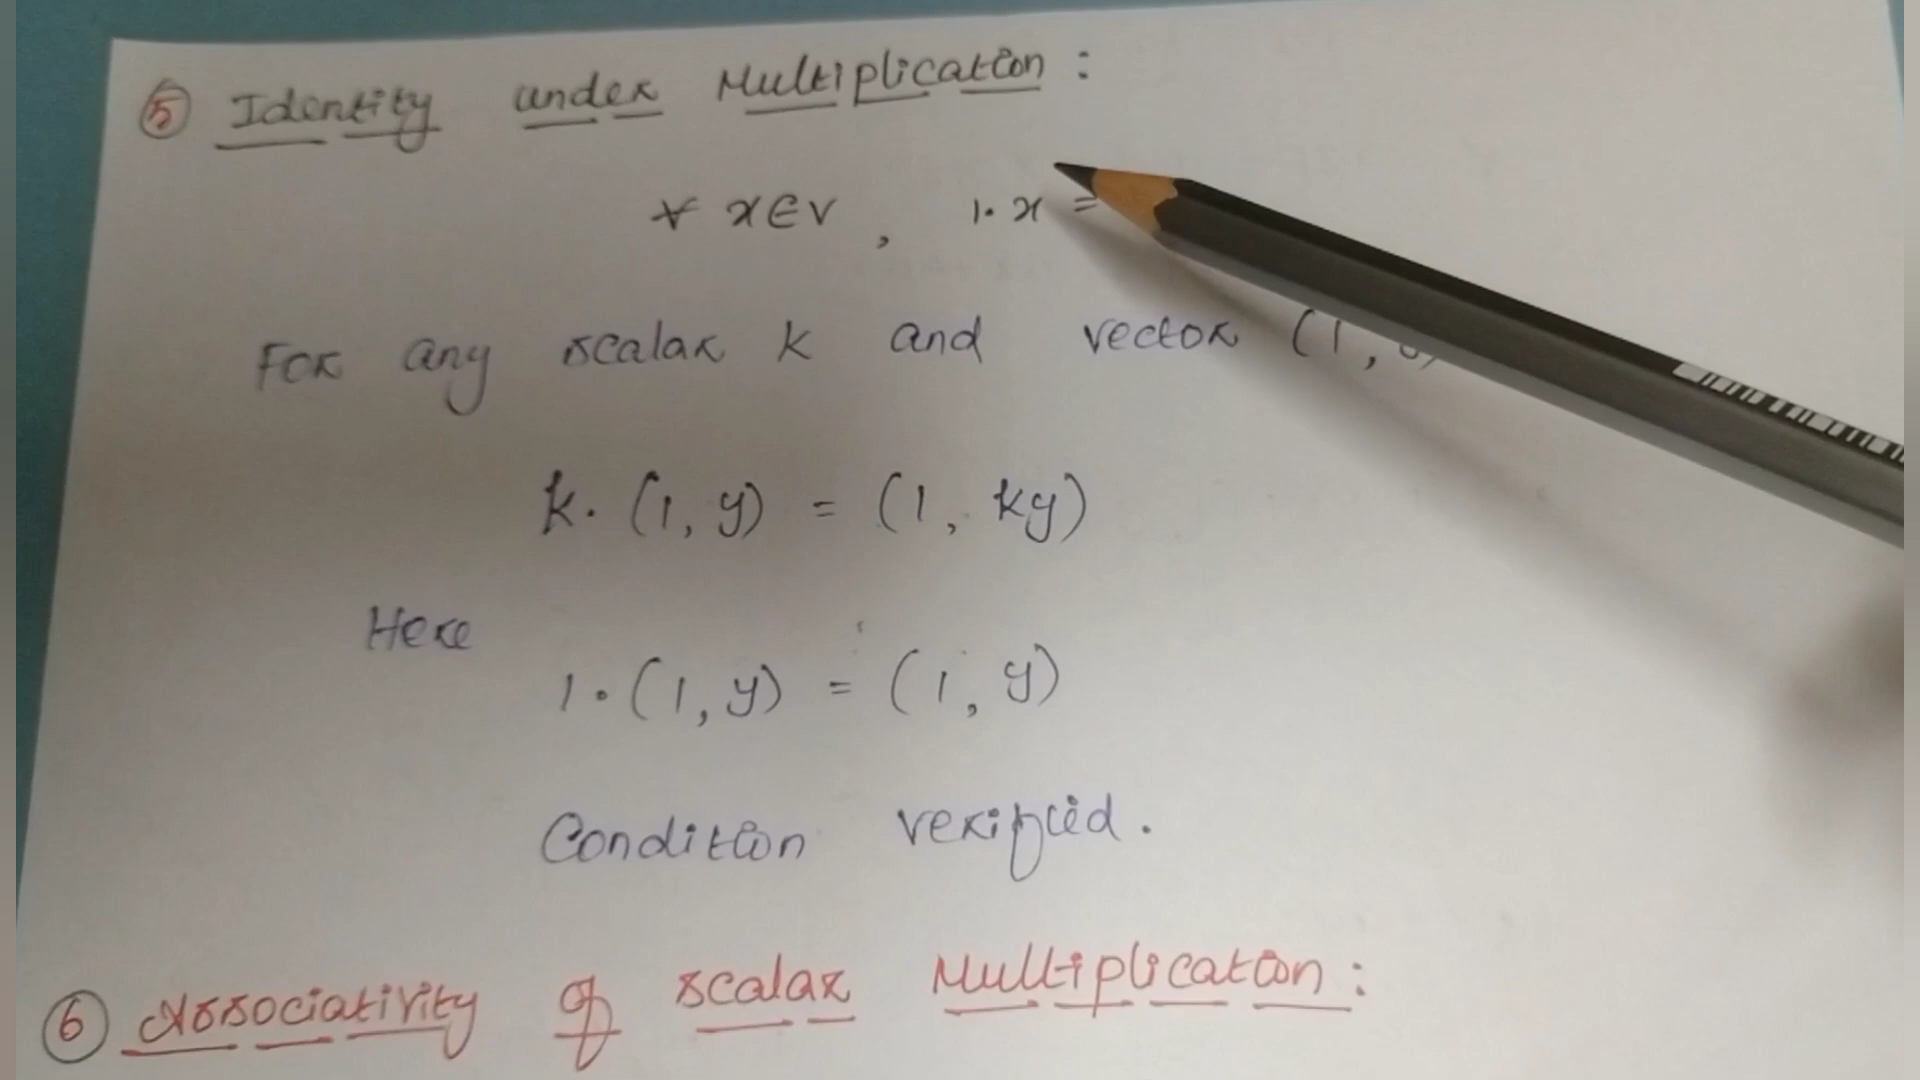 5 Identity under Multiplication :
∀ x∈V , 1. x =
For any scalar k and vector (1,
k. (1, y) = (1, ky)
Here
1. (1, y) = (1, y)
Condition verified.
6 Associativity of scalar Multiplication :